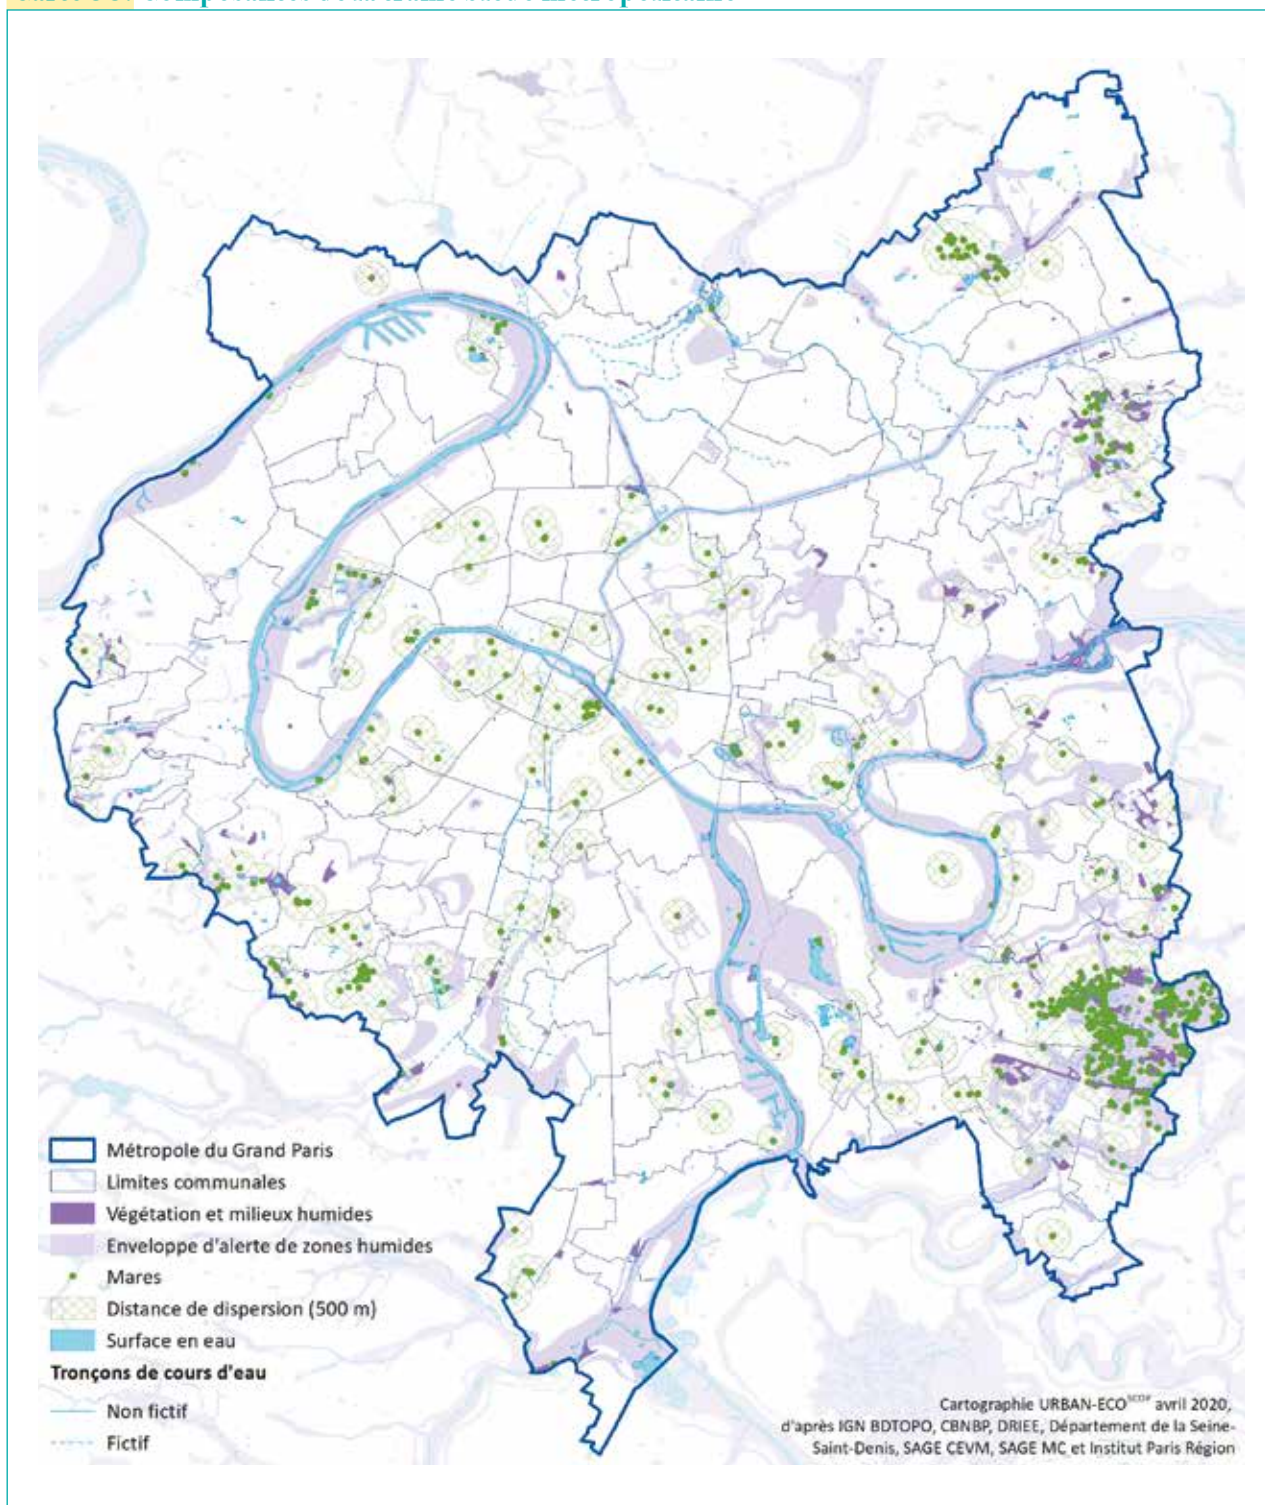 Métropole du Grand Paris
Limites communales
Végétation et milieux humides
Enveloppe d'alerte de zones humides
Mares
Distance de dispersion (500 m)
Surface en eau
Tronçons de cours d'eau
Non fictif
Fictif
Cartographie URBAN-ECO SCOP avril 2020,
d'après IGN BDTOPO, CBNBP, DRIEE, Département de la Seine-
Saint-Denis, SAGE CEVM, SAGE MC et Institut Paris Région